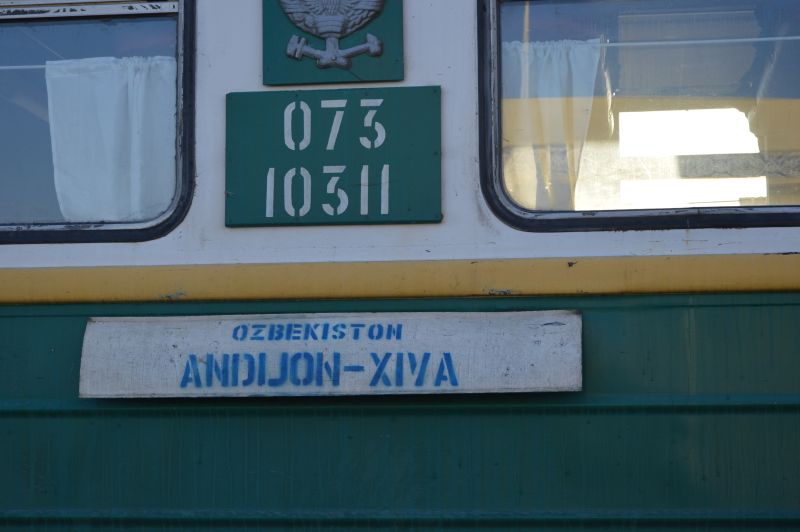 073
10311
OZBEKISTON
ANDIJON-XIVA